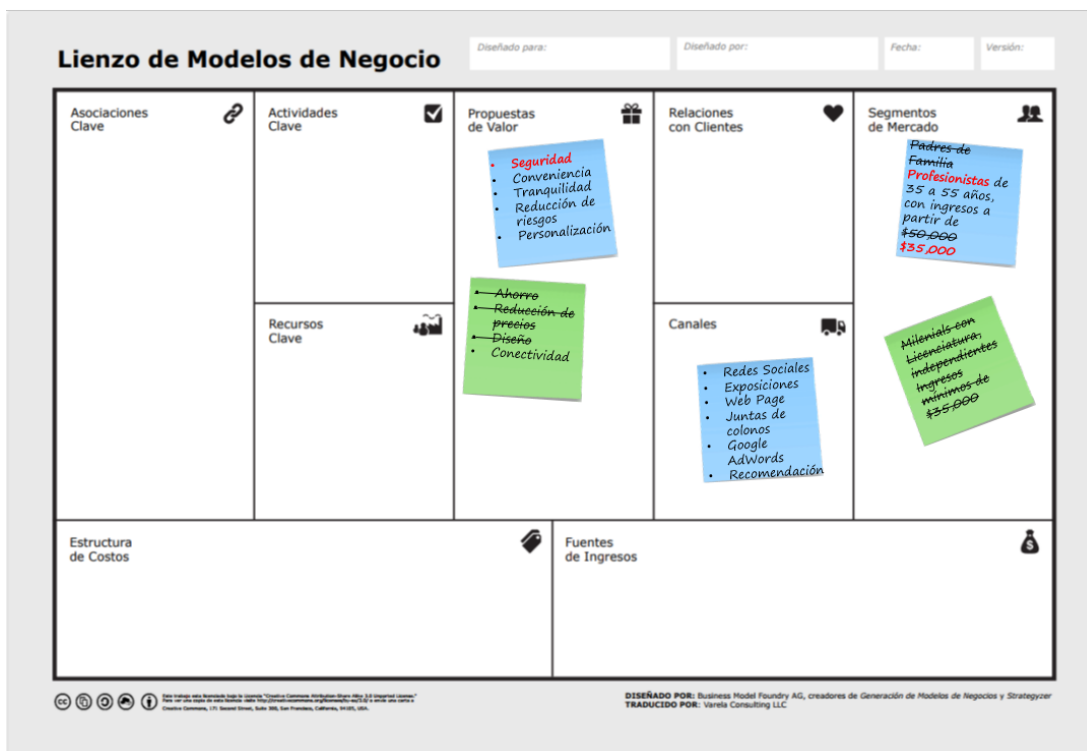 Lienzo de Modelos de Negocio
Diseñado para:
Diseñado por:
Fecha:
Versión:
Asociaciones
Clave
Actividades
Clave
Propuestas
de Valor
Relaciones
con Clientes
Segmentos
de Mercado
• Seguridad
• Conveniencia
• Tranquilidad
• Reducción de
riesgos
• Personalización
• Ahorro
• Reducción de
precios
• Diseño
• Conectividad
Padres de
Familia
Profesionistas de
35 a 55 años,
con ingresos a
partir de
$50,000
$35,000
Milenials con
Licenciatura,
independientes
Ingresos
mínimos de
$35,000
Recursos
Clave
Canales
• Redes Sociales
• Exposiciones
• Web Page
• Juntas de
colonos
• Google
AdWords
• Recomendación
Estructura
de Costos
Fuentes
de Ingresos
DISEÑADO POR: Business Model Foundry AG, creadores de Generación de Modelos de Negocios y Strategyzer
TRADUCIDO POR: Varela Consulting LLC